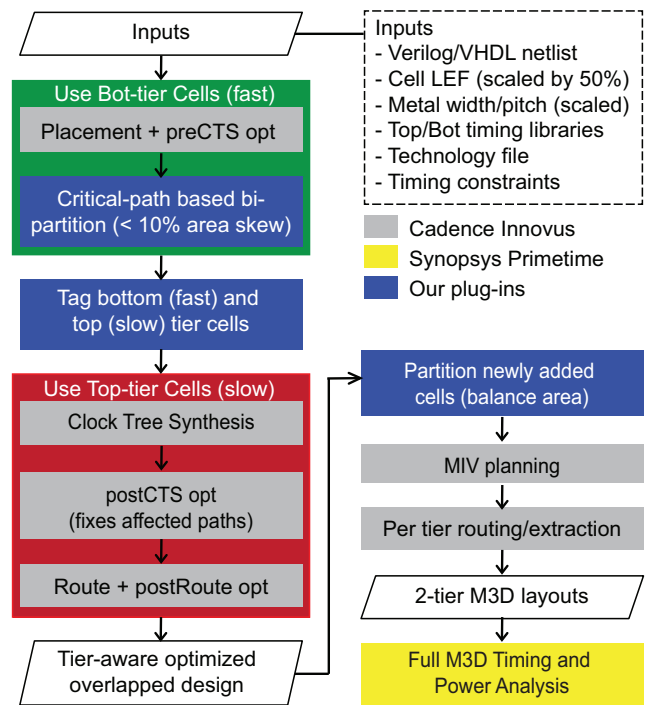 Inputs
Inputs
- Verilog/VHDL netlist
- Cell LEF (scaled by 50%)
- Metal width/pitch (scaled)
- Top/Bot timing libraries
- Technology file
- Timing constraints
Use Bot-tier Cells (fast)
Placement + preCTS opt
Critical-path based bi-
partition (< 10% area skew)
Cadence Innovus
Synopsys Primetime
Our plug-ins
Tag bottom (fast) and
top (slow) tier cells
Use Top-tier Cells (slow)
Clock Tree Synthesis
postCTS opt
(fixes affected paths)
Route + postRoute opt
Tier-aware optimized
overlapped design
Partition newly added
cells (balance area)
MIV planning
Per tier routing/extraction
2-tier M3D layouts
Full M3D Timing and
Power Analysis